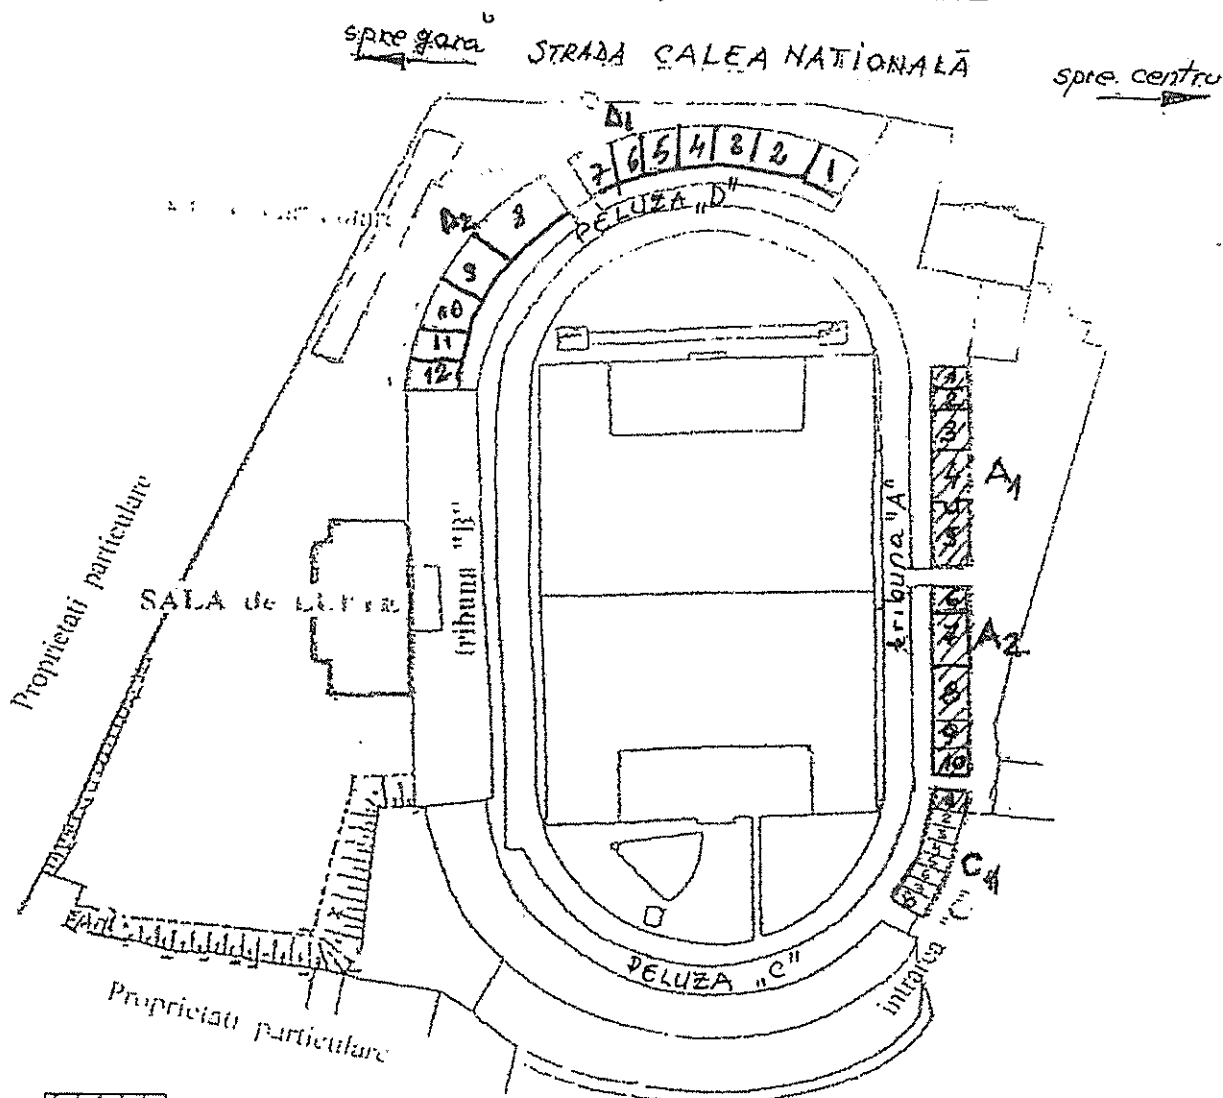 spre gara
STRADA CALEA NATIONALĂ
spre centru
D1
7 6 5 4 3 2 1
PELUZA „D"
D2
8
9
10
11
12
1
2
3
4
5
A1
tribuna "A"
tribuna "B"
SALA de
Proprietati particulare
6
7
8
9
10
A2
1
C1
PELUZA „C"
intrarea "C"
Proprietati particulare